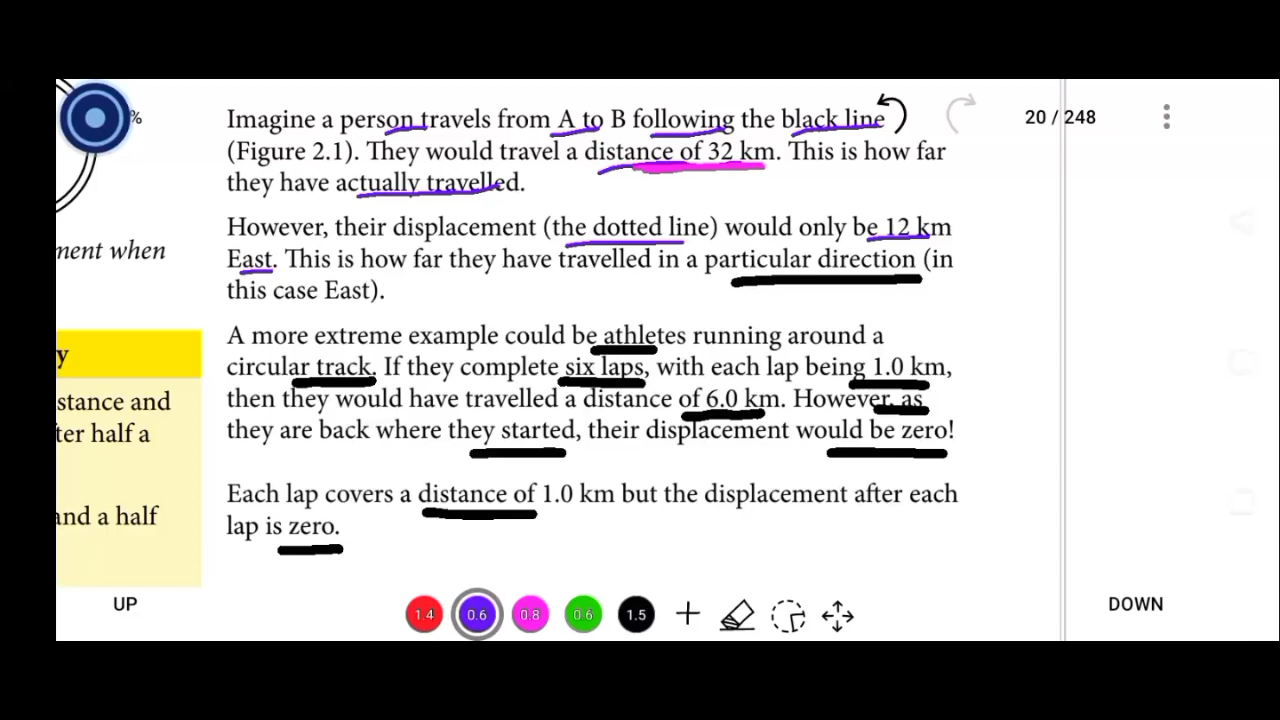 %
Imagine a person travels from A to B following the black line
20 / 248
(Figure 2.1). They would travel a distance of 32 km. This is how far
they have actually travelled.
However, their displacement (the dotted line) would only be 12 km
ment when
East. This is how far they have travelled in a particular direction (in
this case East).
A more extreme example could be athletes running around a
y
circular track. If they complete six laps, with each lap being 1.0 km,
stance and
then they would have travelled a distance of 6.0 km. However, as
ter half a
they are back where they started, their displacement would be zero!
Each lap covers a distance of 1.0 km but the displacement after each
and a half
lap is zero.
UP
1.4 0.6 0.8 0.6 1.5
DOWN